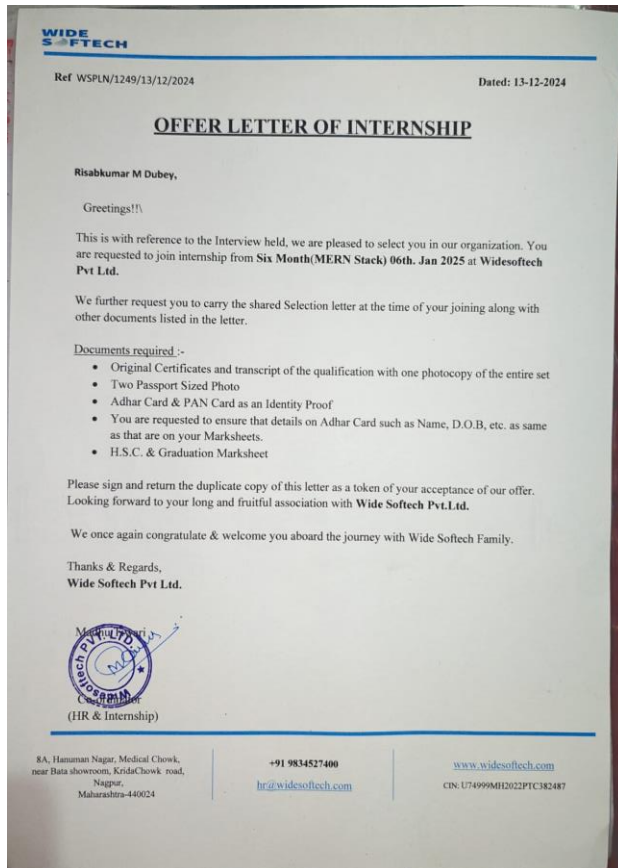 WIDE
SOFTECH
Ref WSPLN/1249/13/12/2024
Dated: 13-12-2024
OFFER LETTER OF INTERNSHIP
Risabkumar M Dubey,
Greetings!!\
This is with reference to the Interview held, we are pleased to select you in our organization. You
are requested to join internship from Six Month(MERN Stack) 06th. Jan 2025 at Widesoftech
Pvt Ltd.
We further request you to carry the shared Selection letter at the time of your joining along with
other documents listed in the letter.
Documents required :-
• Original Certificates and transcript of the qualification with one photocopy of the entire set
• Two Passport Sized Photo
• Adhar Card & PAN Card as an Identity Proof
• You are requested to ensure that details on Adhar Card such as Name, D.O.B, etc. as same
as that are on your Marksheets.
• H.S.C. & Graduation Marksheet
Please sign and return the duplicate copy of this letter as a token of your acceptance of our offer.
Looking forward to your long and fruitful association with Wide Softech Pvt.Ltd.
We once again congratulate & welcome you aboard the journey with Wide Softech Family.
Thanks & Regards,
Wide Softech Pvt Ltd.
Widesoftech PVT. LTD.
(HR & Internship)
8A, Hanuman Nagar, Medical Chowk,
near Bata showroom, KridaChowk road,
Nagpur,
Maharashtra-440024
+91 9834527400
hr@widesoftech.com
www.widesoftech.com
CIN: U74999MH2022PTC382487